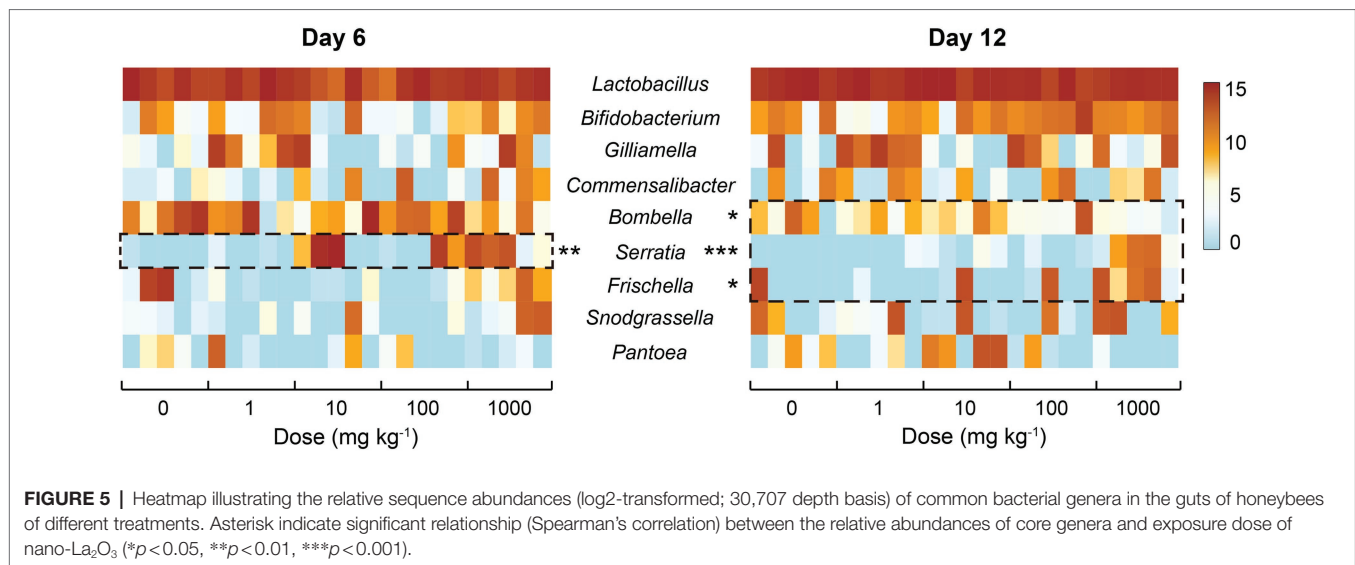 Day 6
Day 12
Lactobacillus
Bifidobacterium
Gilliamella
Commensalibacter
Bombella *
** Serratia ***
Frischella *
Snodgrassella
Pantoea
15
10
5
0
0 1 10 100 1000
Dose (mg kg⁻¹)
0 1 10 100 1000
Dose (mg kg⁻¹)
FIGURE 5 | Heatmap illustrating the relative sequence abundances (log2-transformed; 30,707 depth basis) of common bacterial genera in the guts of honeybees
of different treatments. Asterisk indicate significant relationship (Spearman's correlation) between the relative abundances of core genera and exposure dose of
nano-La₂O₃ (*p<0.05, **p<0.01, ***p<0.001).